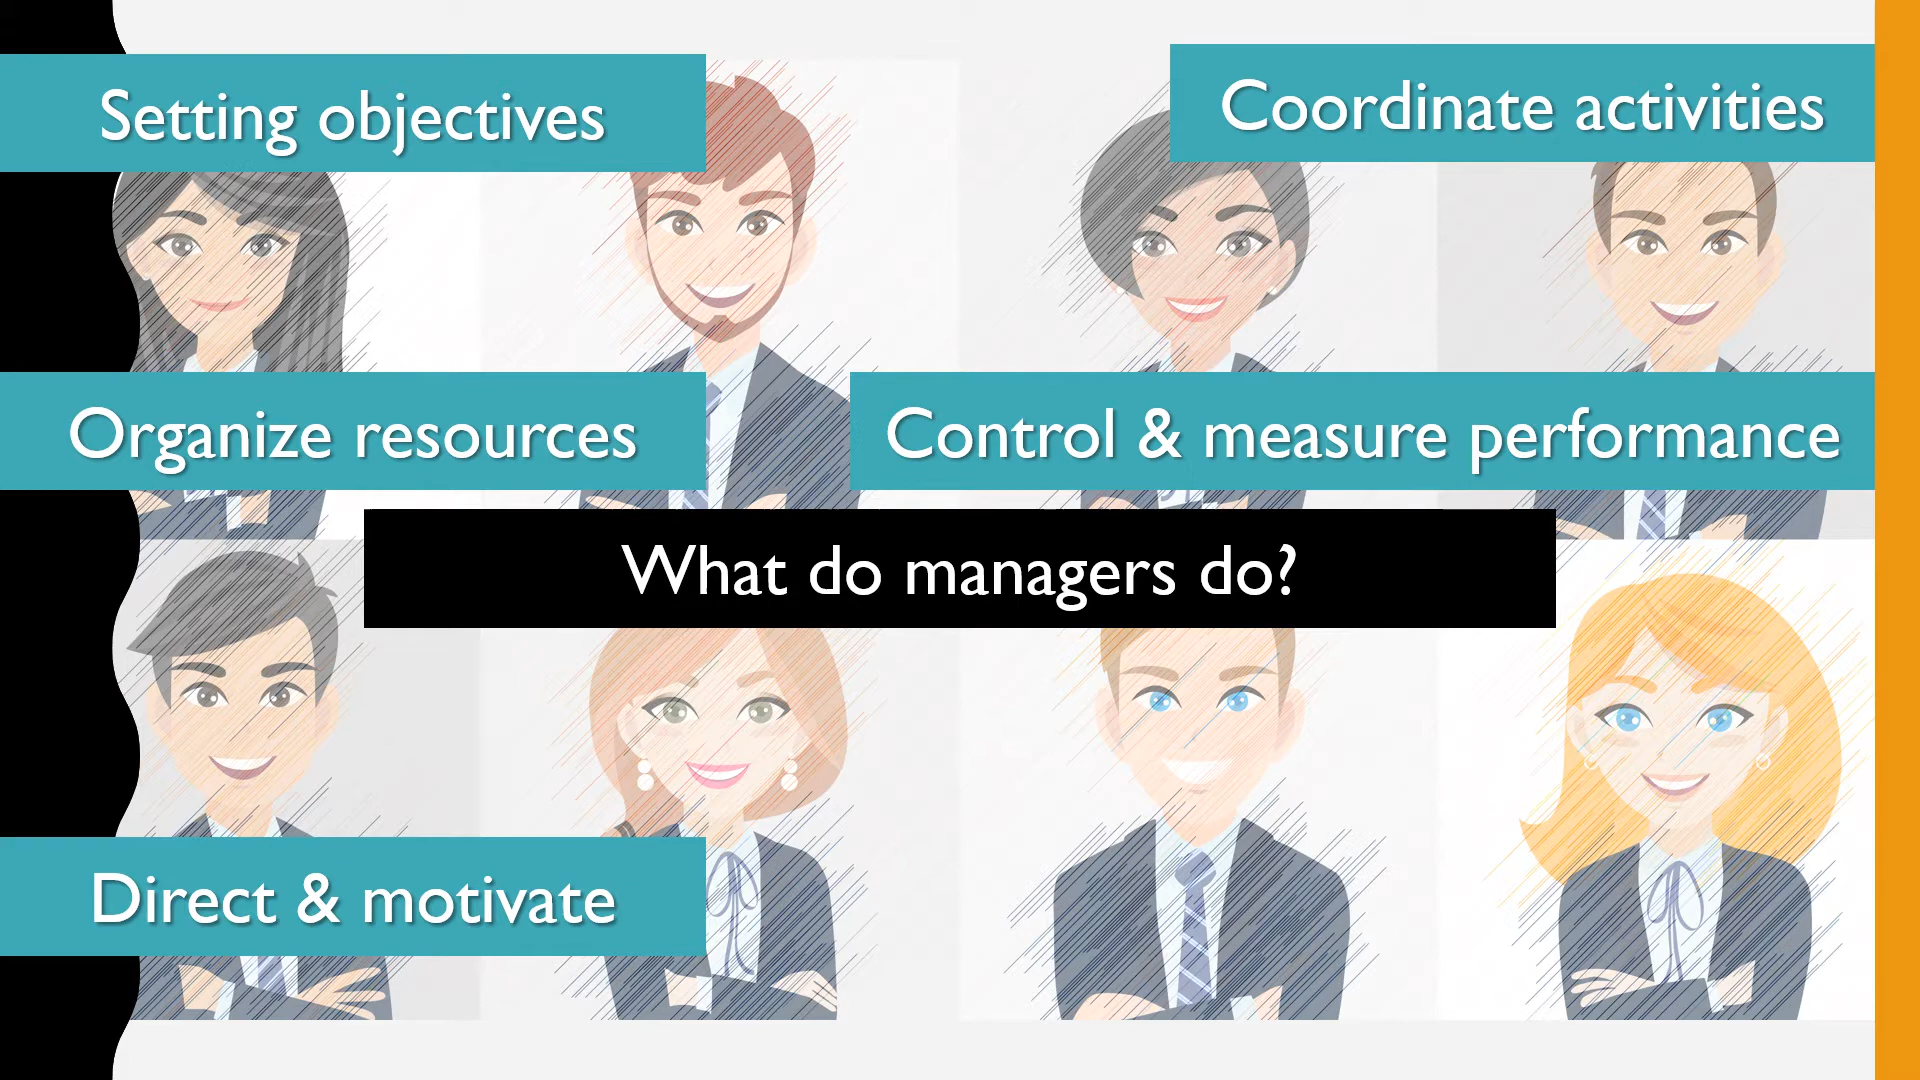 Setting objectives
Coordinate activities
Organize resources
Control & measure performance
What do managers do?
Direct & motivate